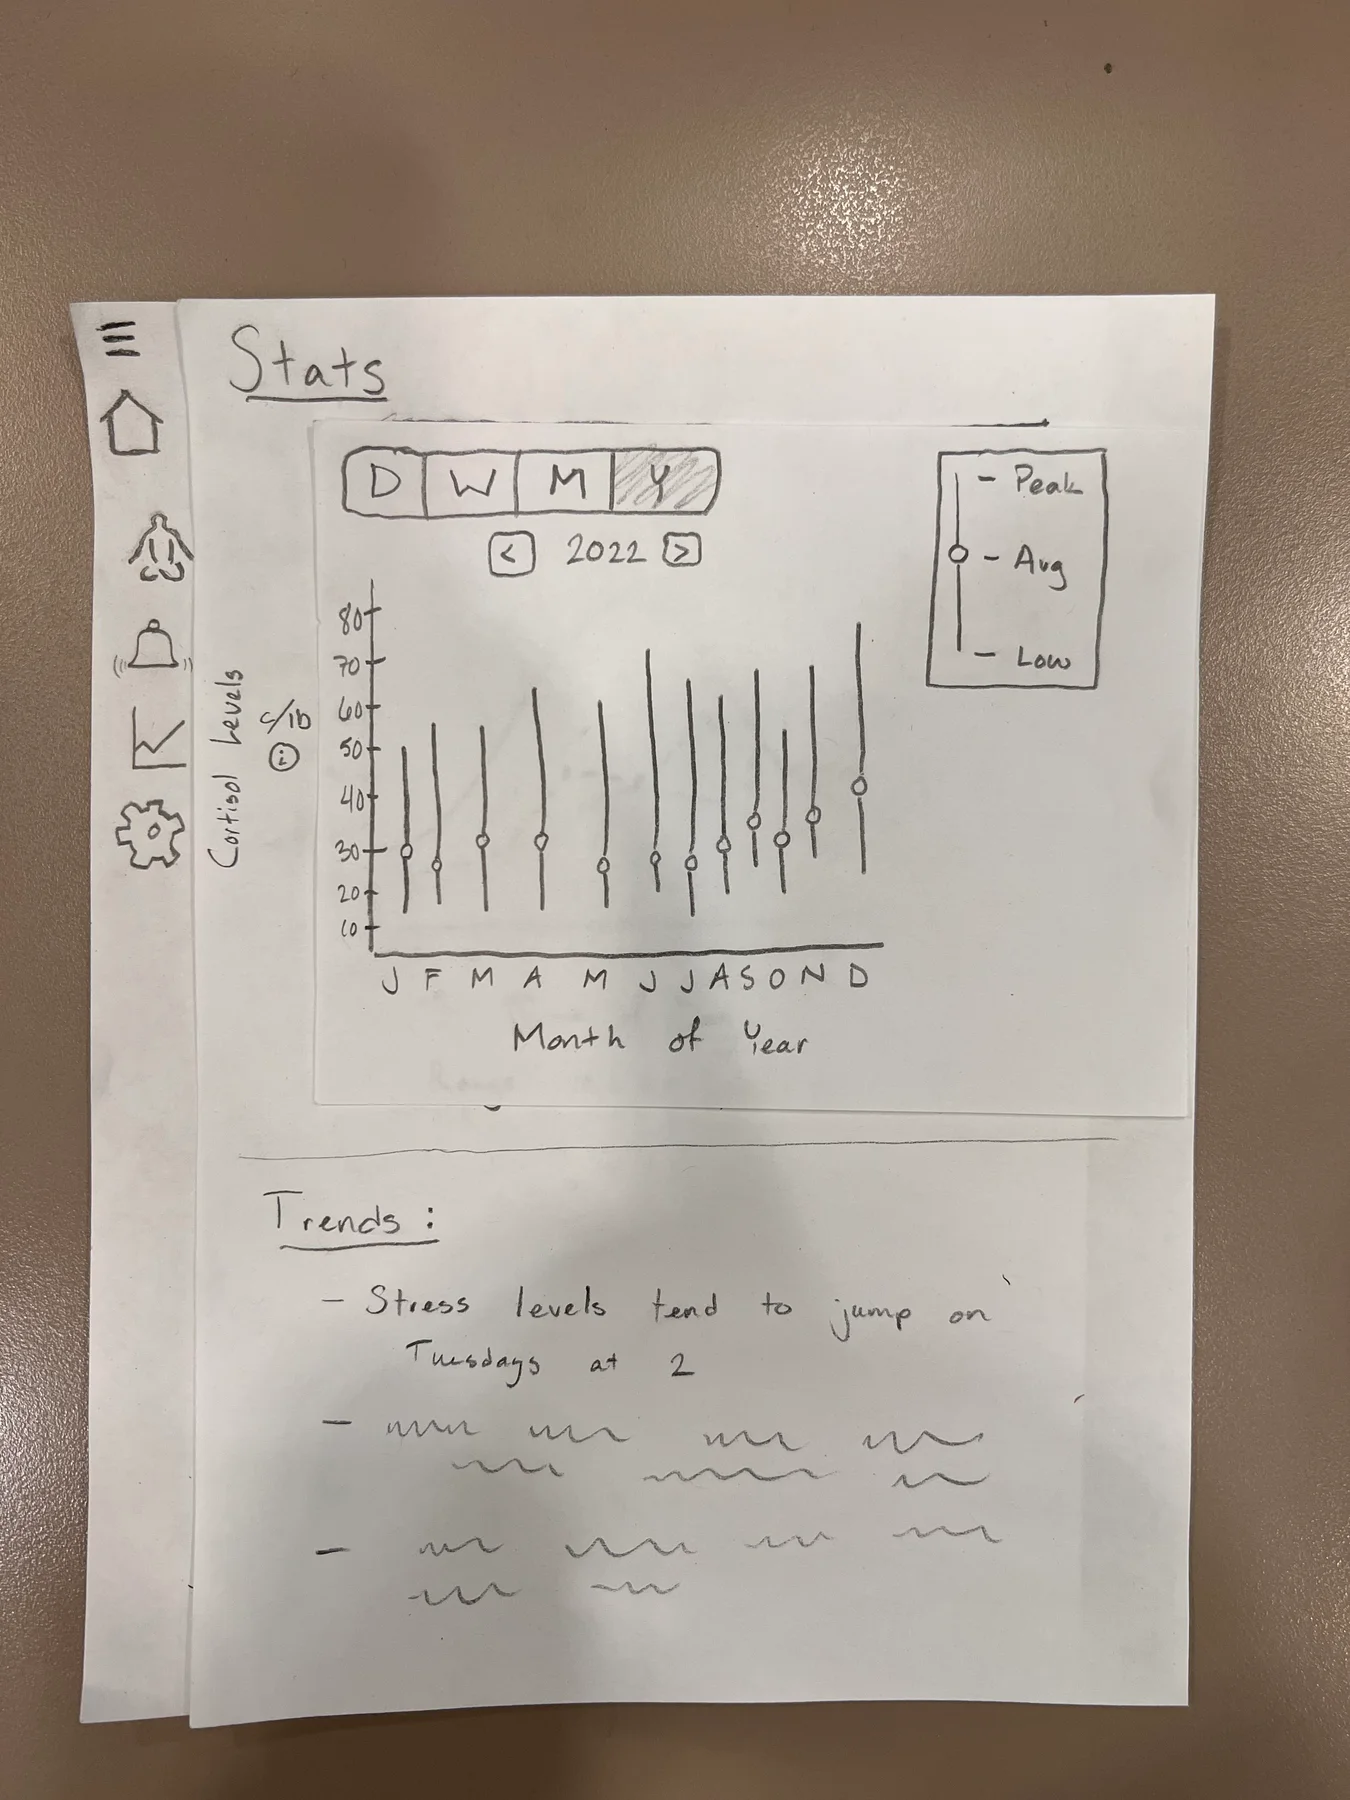 Stats
D W M Y
< 2022 >
- Peak
- Avg
- Low
Cortisol Levels
c/lb
i
80
70
60
50
40
30
20
10
J F M A M J J A S O N D
Month of Year
Trends:
- Stress levels tend to jump on
Tuesdays at 2